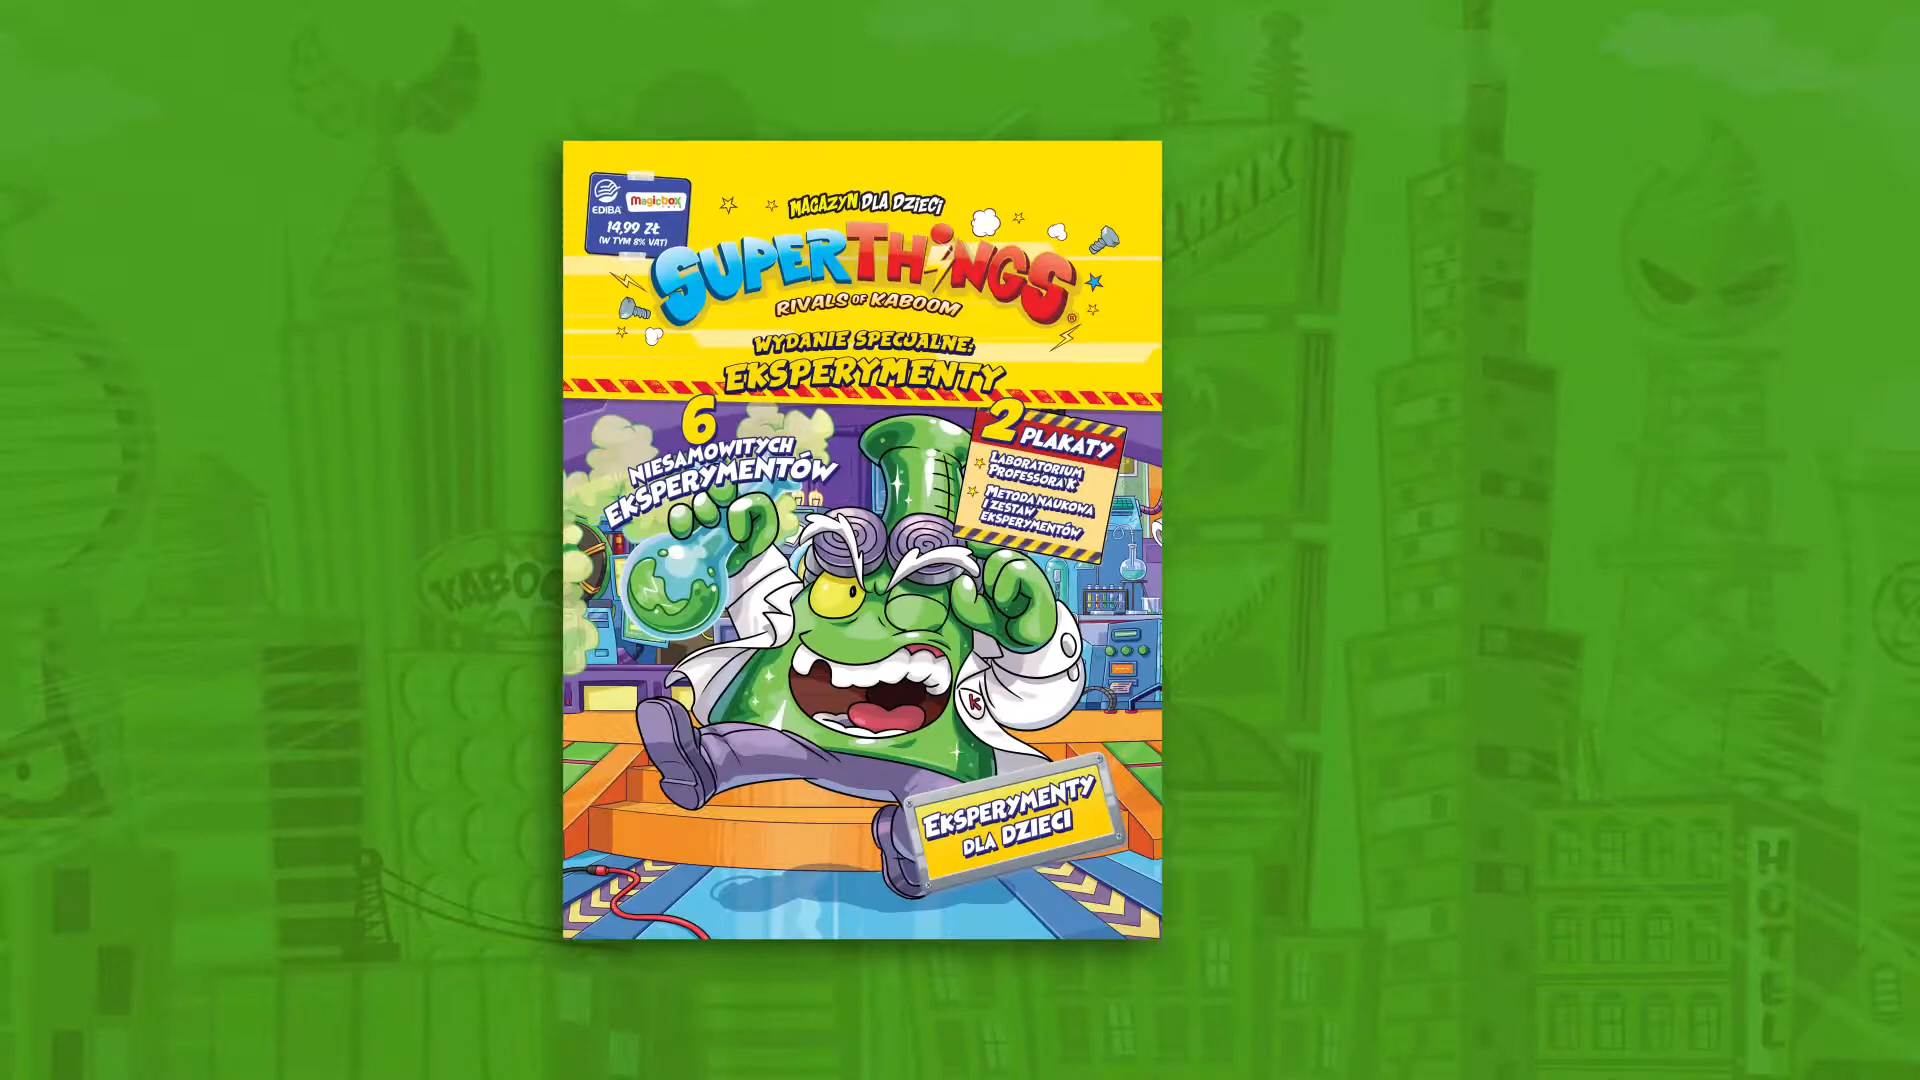 EDIBA
magicbox
TOYS
14,99 ZŁ
(W TYM 8% VAT)
MAGAZYN DLA DZIECI
SUPERTHINGS®
RIVALS OF KABOOM
WYDANIE SPECJALNE:
EKSPERYMENTY
6
NIESAMOWITYCH
EKSPERYMENTÓW
2 PLAKATY
LABORATORIUM
PROFESSORA K
METODA NAUKOWA
I ZESTAW
EKSPERYMENTÓW
K
EKSPERYMENTY
DLA DZIECI
HOTEL